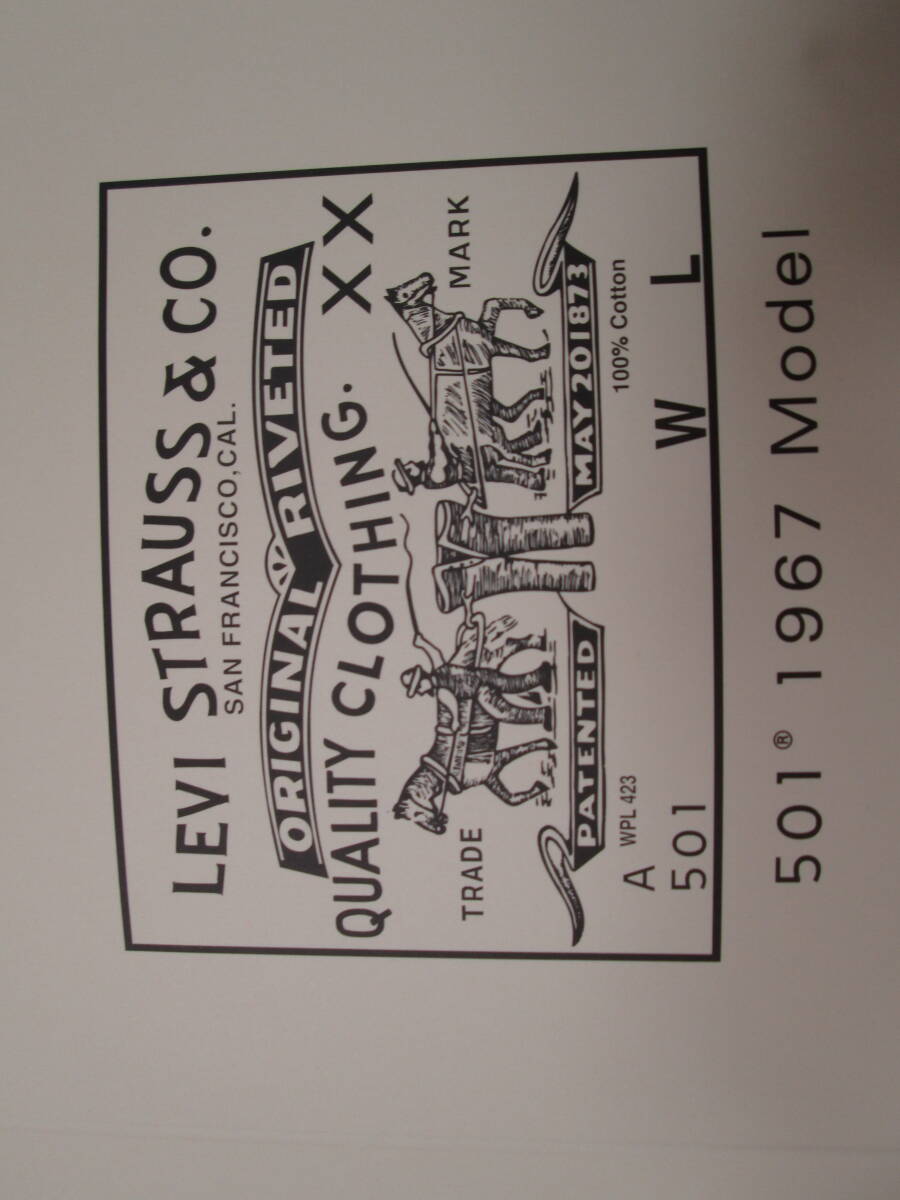 LEVI STRAUSS & CO.
SAN FRANCISCO, CAL.
ORIGINAL RIVETED
QUALITY CLOTHING. XX
TRADE MARK
PATENTED MAY 20 1873
A WPL 423 100% Cotton
501 W L
501® 1967 Model